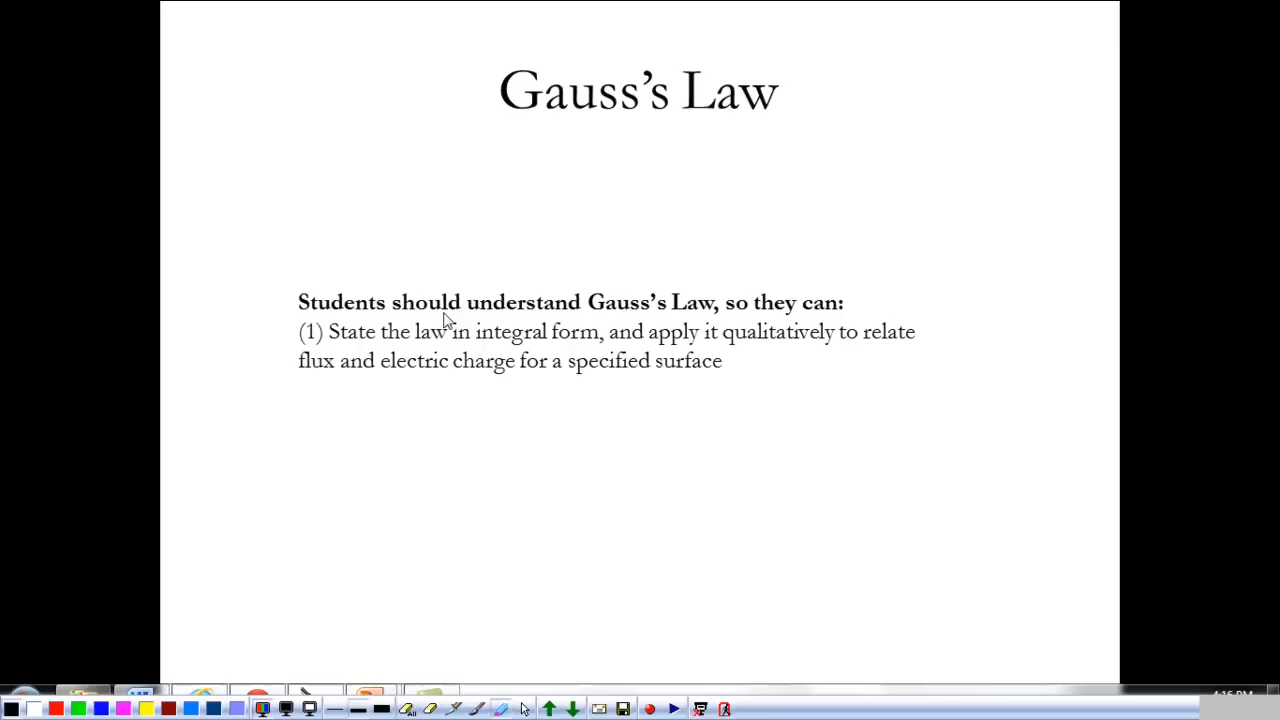 Gauss’s Law
Students should understand Gauss’s Law, so they can:
(1) State the law in integral form, and apply it qualitatively to relate
flux and electric charge for a specified surface